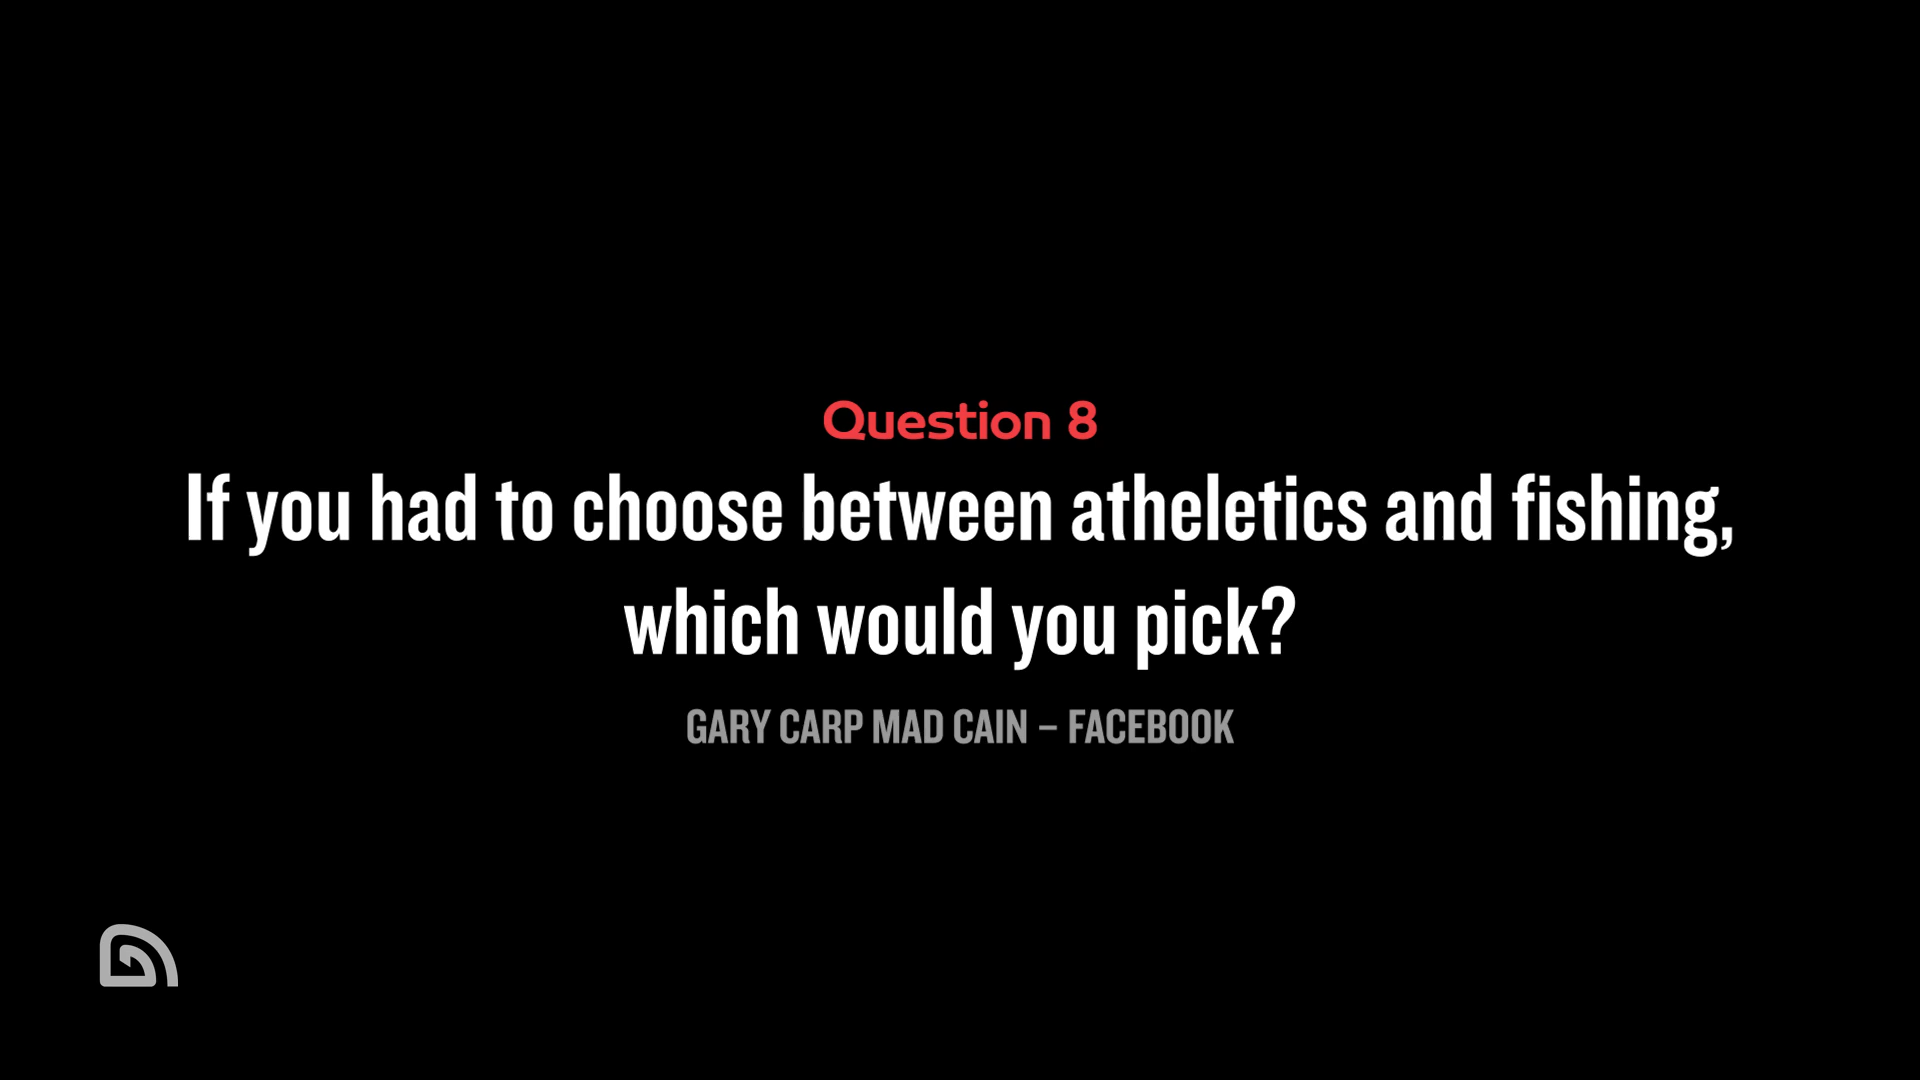 Question 8
If you had to choose between atheletics and fishing,
which would you pick?
GARY CARP MAD CAIN – FACEBOOK